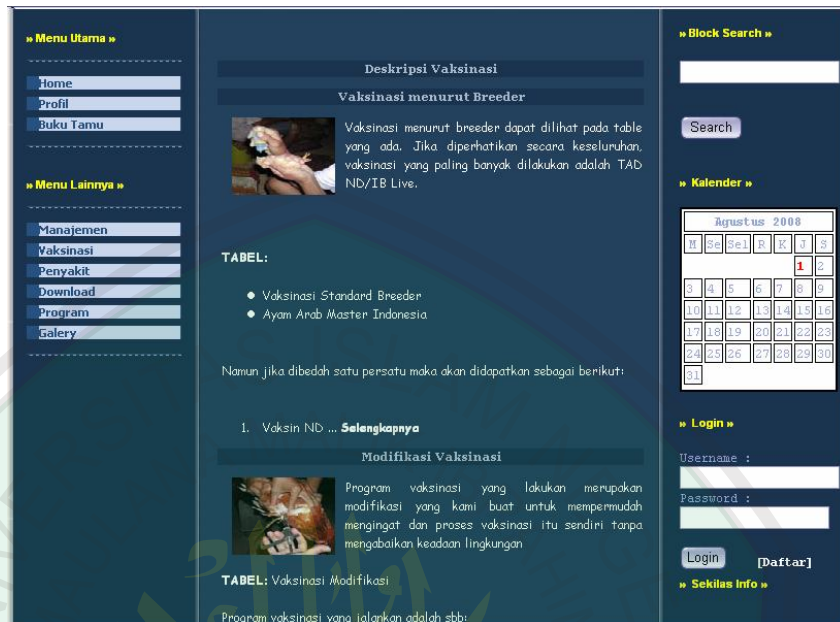 » Menu Utama »
Home
Profil
Buku Tamu
» Menu Lainnya »
Manajemen
Vaksinasi
Penyakit
Download
Program
Galery
Deskripsi Vaksinasi
Vaksinasi menurut Breeder
Vaksinasi menurut breeder dapat dilihat pada table
yang ada. Jika diperhatikan secara keseluruhan,
vaksinasi yang paling banyak dilakukan adalah TAD
ND/IB Live.
TABEL:
Vaksinasi Standard Breeder
Ayam Arab Master Indonesia
Namun jika dibedah satu persatu maka akan didapatkan sebagai berikut:
1. Vaksin ND ... Selengkapnya
Modifikasi Vaksinasi
Program vaksinasi yang lakukan merupakan
modifikasi yang kami buat untuk mempermudah
mengingat dan proses vaksinasi itu sendiri tanpa
mengabaikan keadaan lingkungan
TABEL: Vaksinasi Modifikasi
Program vaksinasi yang jalankan adalah sbb:
» Block Search »
Search
» Kalender »
Agustus 2008
M Se Sel R K J S
1 2
3 4 5 6 7 8 9
10 11 12 13 14 15 16
17 18 19 20 21 22 23
24 25 26 27 28 29 30
31
» Login »
Username :
Password :
Login [Daftar]
» Sekilas Info »